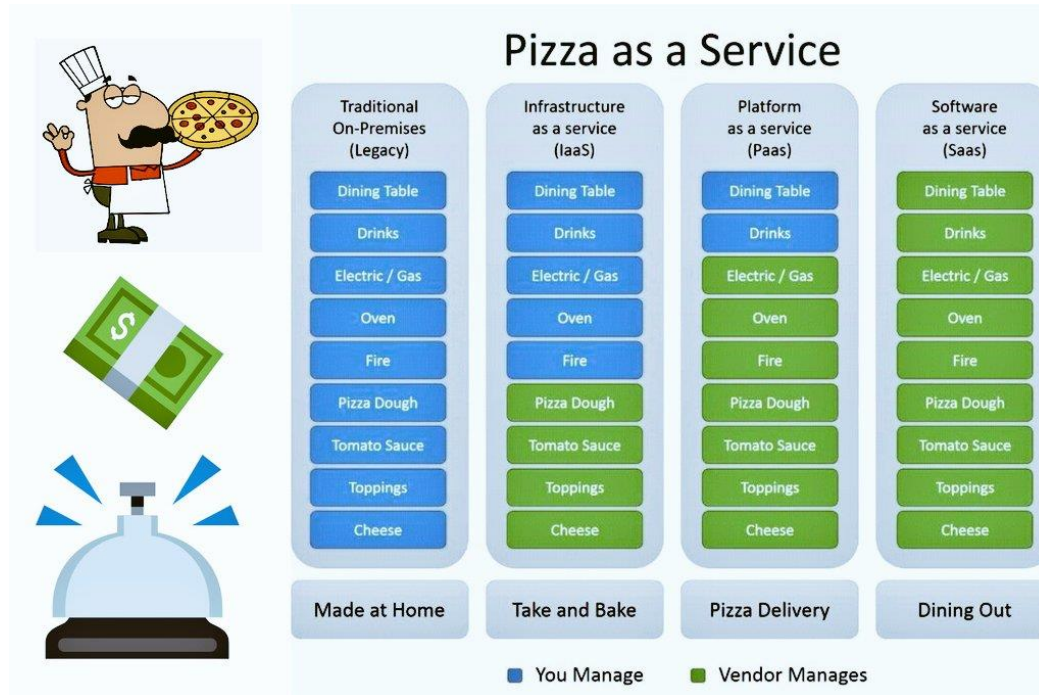 Pizza as a Service
Traditional
On-Premises
(Legacy)
Dining Table
Drinks
Electric / Gas
Oven
Fire
Pizza Dough
Tomato Sauce
Toppings
Cheese
Made at Home
Infrastructure
as a service
(IaaS)
Dining Table
Drinks
Electric / Gas
Oven
Fire
Pizza Dough
Tomato Sauce
Toppings
Cheese
Take and Bake
Platform
as a service
(Paas)
Dining Table
Drinks
Electric / Gas
Oven
Fire
Pizza Dough
Tomato Sauce
Toppings
Cheese
Pizza Delivery
Software
as a service
(Saas)
Dining Table
Drinks
Electric / Gas
Oven
Fire
Pizza Dough
Tomato Sauce
Toppings
Cheese
Dining Out
You Manage
Vendor Manages
$